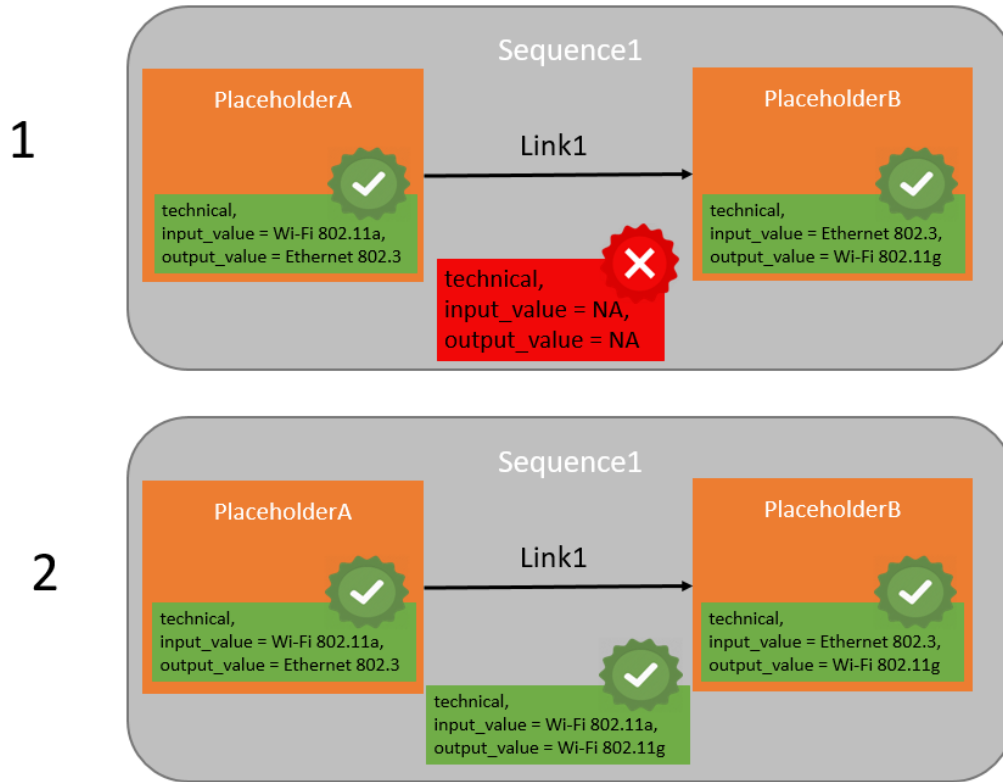 1
Sequence1
PlaceholderA
technical,
input_value = Wi-Fi 802.11a,
output_value = Ethernet 802.3
Link1
technical,
input_value = NA,
output_value = NA
PlaceholderB
technical,
input_value = Ethernet 802.3,
output_value = Wi-Fi 802.11g
2
Sequence1
PlaceholderA
technical,
input_value = Wi-Fi 802.11a,
output_value = Ethernet 802.3
Link1
technical,
input_value = Wi-Fi 802.11a,
output_value = Wi-Fi 802.11g
PlaceholderB
technical,
input_value = Ethernet 802.3,
output_value = Wi-Fi 802.11g